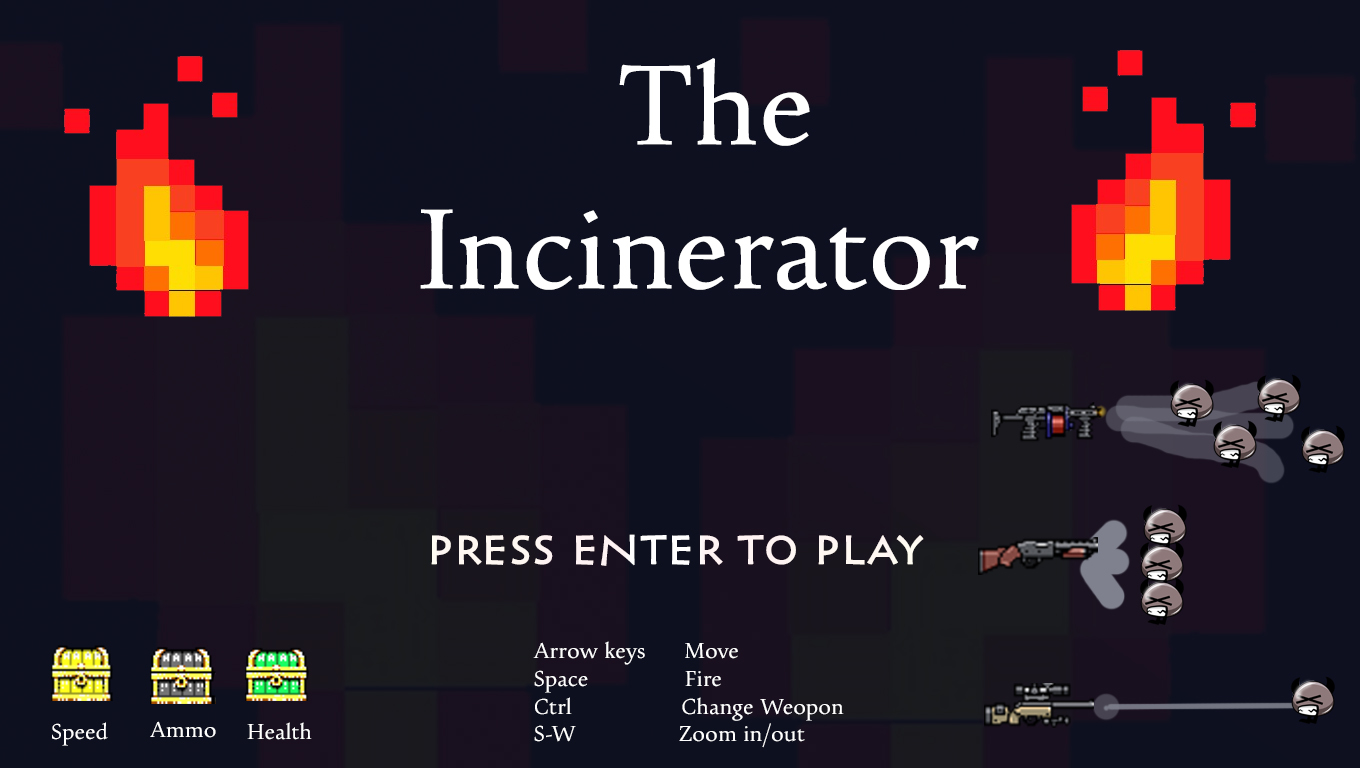 The
Incinerator
PRESS ENTER TO PLAY
Arrow keys Move
Space Fire
Ctrl Change Weopon
S-W Zoom in/out
Speed Ammo Health